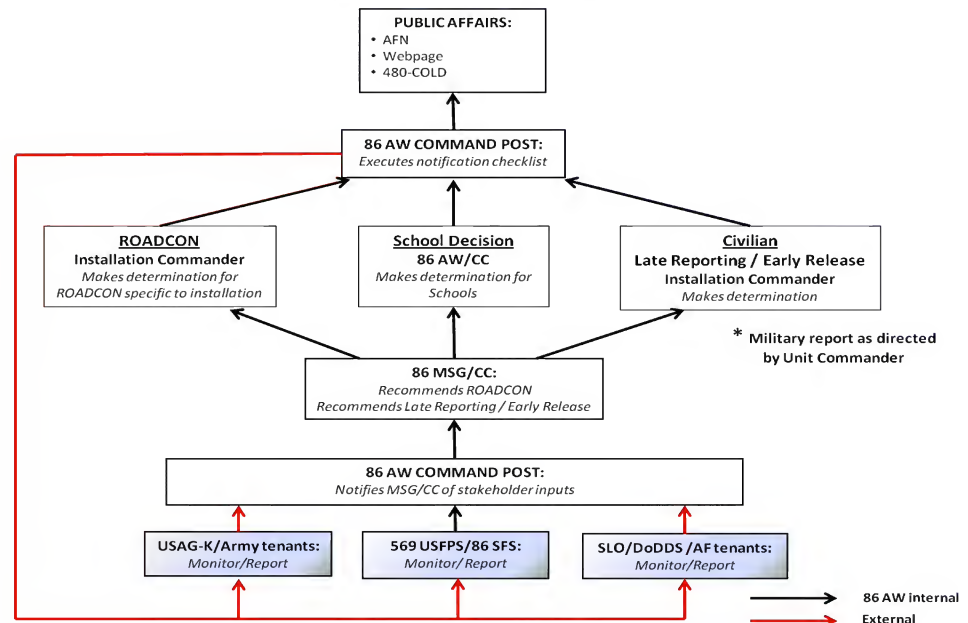 PUBLIC AFFAIRS:
• AFN
• Webpage
• 480-COLD
86 AW COMMAND POST:
Executes notification checklist
ROADCON
Installation Commander
Makes determination for
ROADCON specific to installation
School Decision
86 AW/CC
Makes determination for
Schools
Civilian
Late Reporting / Early Release
Installation Commander
Makes determination
* Military report as directed
by Unit Commander
86 MSG/CC:
Recommends ROADCON
Recommends Late Reporting / Early Release
86 AW COMMAND POST:
Notifies MSG/CC of stakeholder inputs
USAG-K/Army tenants:
Monitor/Report
569 USFPS/86 SFS:
Monitor/ Report
SLO/DoDDS /AF tenants:
Monitor/Report
86 AW internal
External